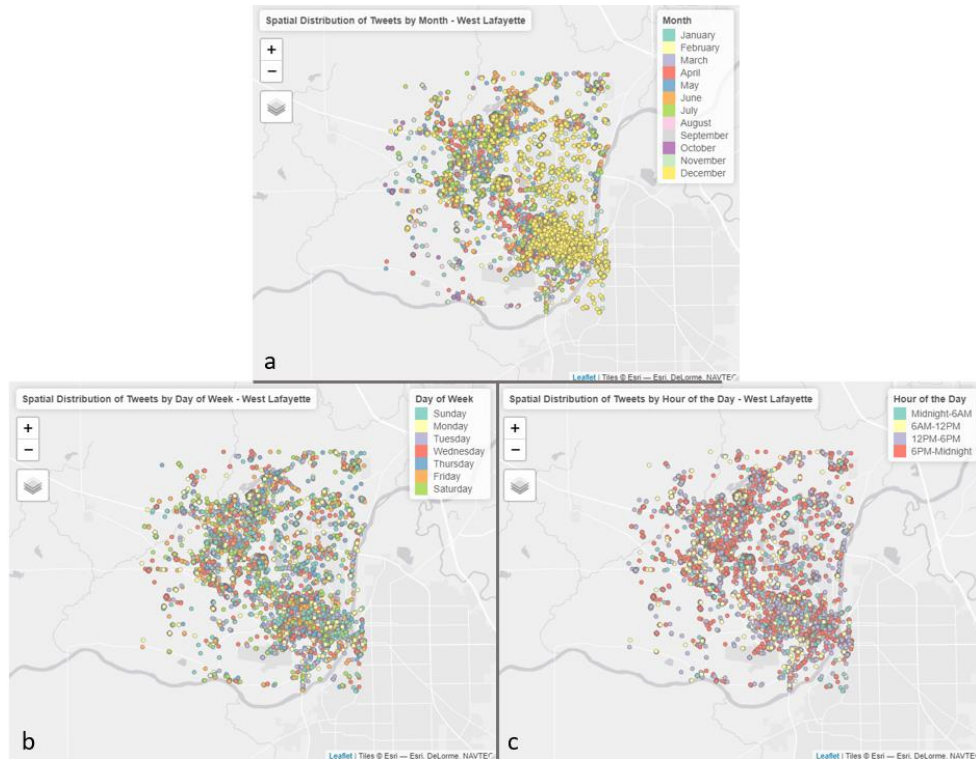 Spatial Distribution of Tweets by Month - West Lafayette
+
−
Month
January
February
March
April
May
June
July
August
September
October
November
December
a
Leaflet | Tiles © Esri — Esri, DeLorme, NAVTEC
Spatial Distribution of Tweets by Day of Week - West Lafayette
+
−
Day of Week
Sunday
Monday
Tuesday
Wednesday
Thursday
Friday
Saturday
b
Leaflet | Tiles © Esri — Esri, DeLorme, NAVTEC
Spatial Distribution of Tweets by Hour of the Day - West Lafayette
+
−
Hour of the Day
Midnight-6AM
6AM-12PM
12PM-6PM
6PM-Midnight
c
Leaflet | Tiles © Esri — Esri, DeLorme, NAVTEC